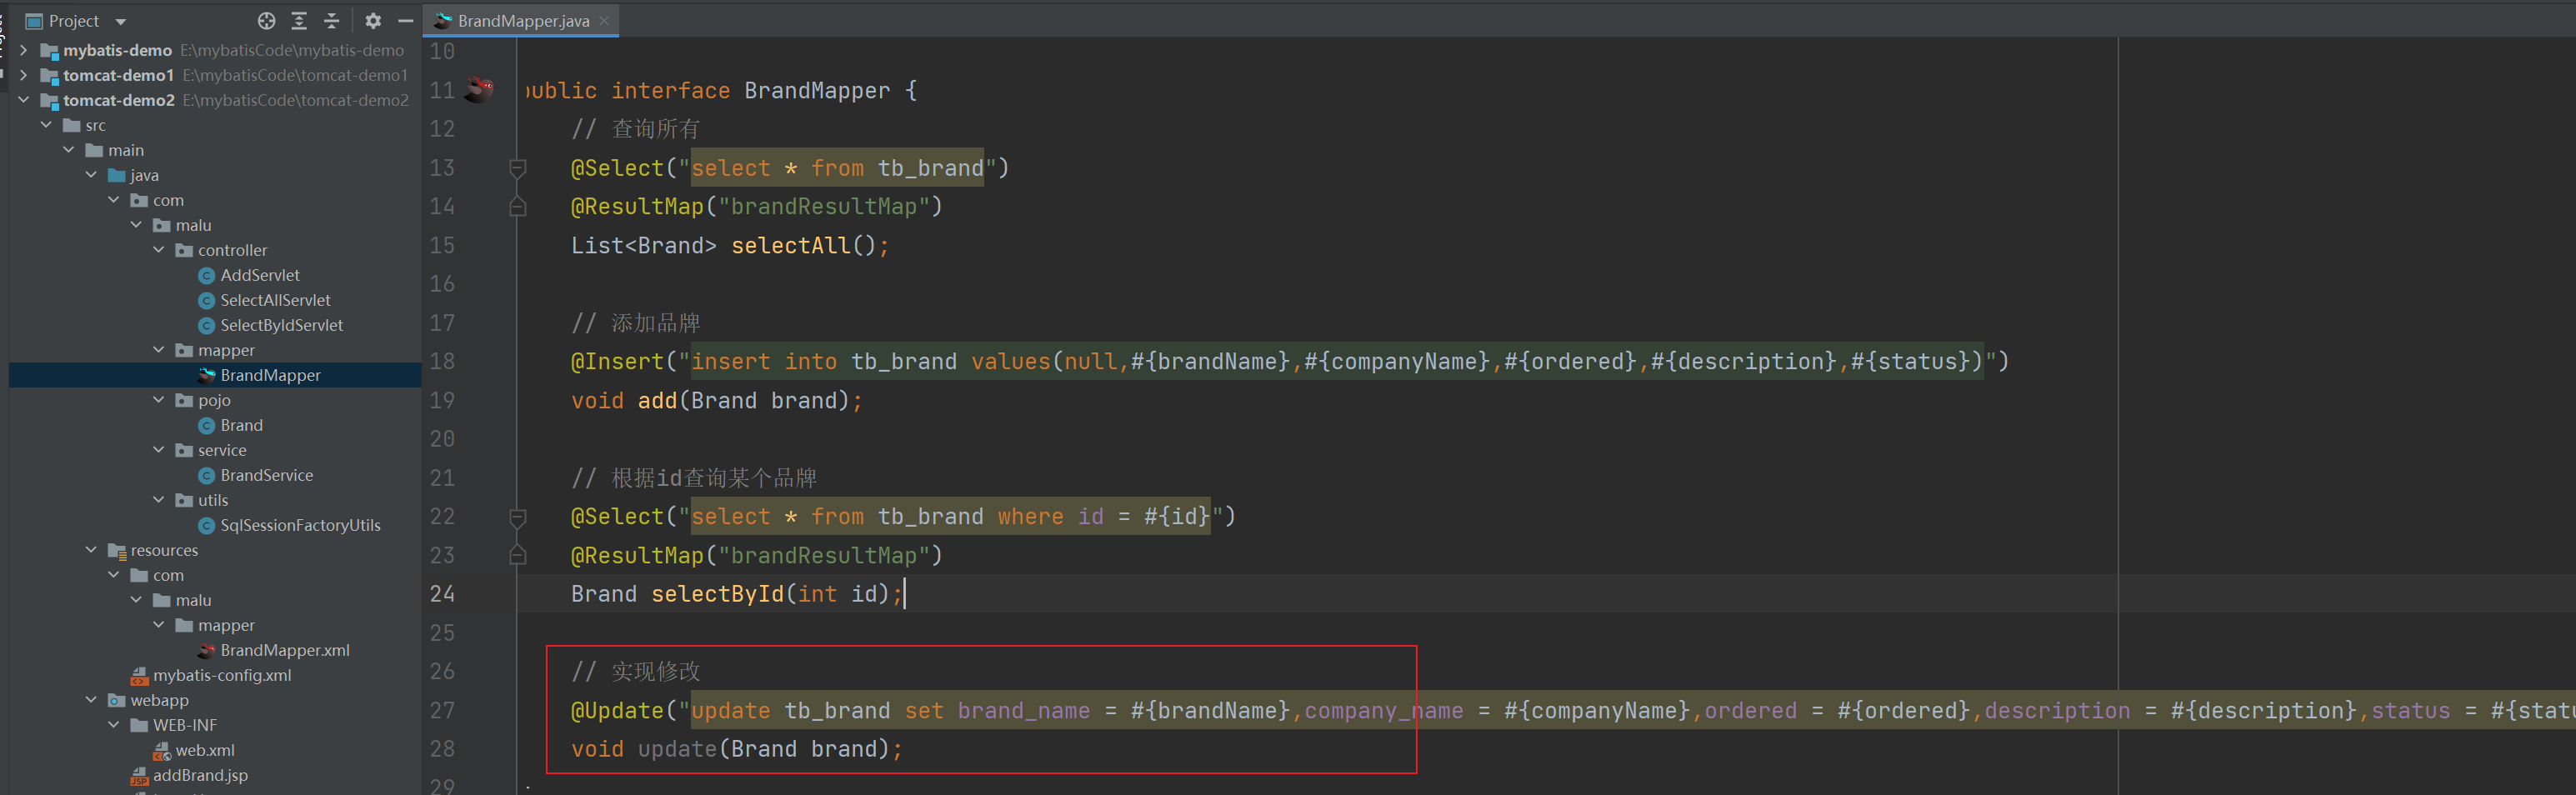 Project
mybatis-demo E:\mybatisCode\mybatis-demo
tomcat-demo1 E:\mybatisCode\tomcat-demo1
tomcat-demo2 E:\mybatisCode\tomcat-demo2
src
main
java
com
malu
controller
AddServlet
SelectAllServlet
SelectByIdServlet
mapper
BrandMapper
pojo
Brand
service
BrandService
utils
SqlSessionFactoryUtils
resources
com
malu
mapper
BrandMapper.xml
mybatis-config.xml
webapp
WEB-INF
web.xml
addBrand.jsp
BrandMapper.java
10
11 public interface BrandMapper {
12 // 查询所有
13 @Select("select * from tb_brand")
14 @ResultMap("brandResultMap")
15 List<Brand> selectAll();
16
17 // 添加品牌
18 @Insert("insert into tb_brand values(null,#{brandName},#{companyName},#{ordered},#{description},#{status})")
19 void add(Brand brand);
20
21 // 根据id查询某个品牌
22 @Select("select * from tb_brand where id = #{id}")
23 @ResultMap("brandResultMap")
24 Brand selectById(int id);
25
26 // 实现修改
27 @Update("update tb_brand set brand_name = #{brandName},company_name = #{companyName},ordered = #{ordered},description = #{description},status = #{statu
28 void update(Brand brand);
29